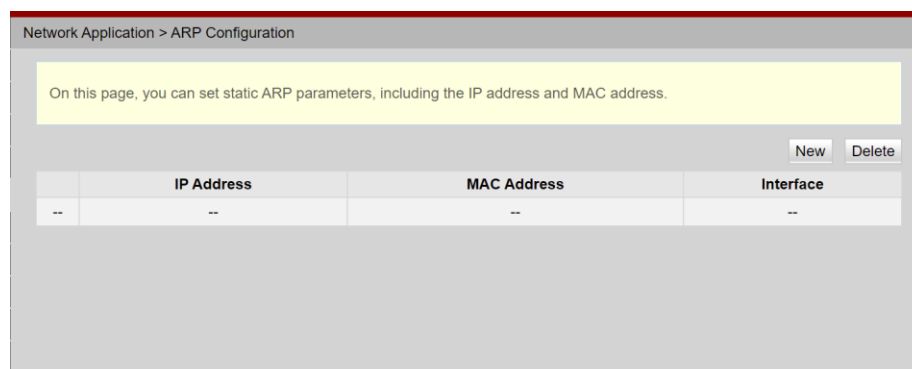 Network Application > ARP Configuration
On this page, you can set static ARP parameters, including the IP address and MAC address.
New Delete
IP Address MAC Address Interface
-- -- -- --